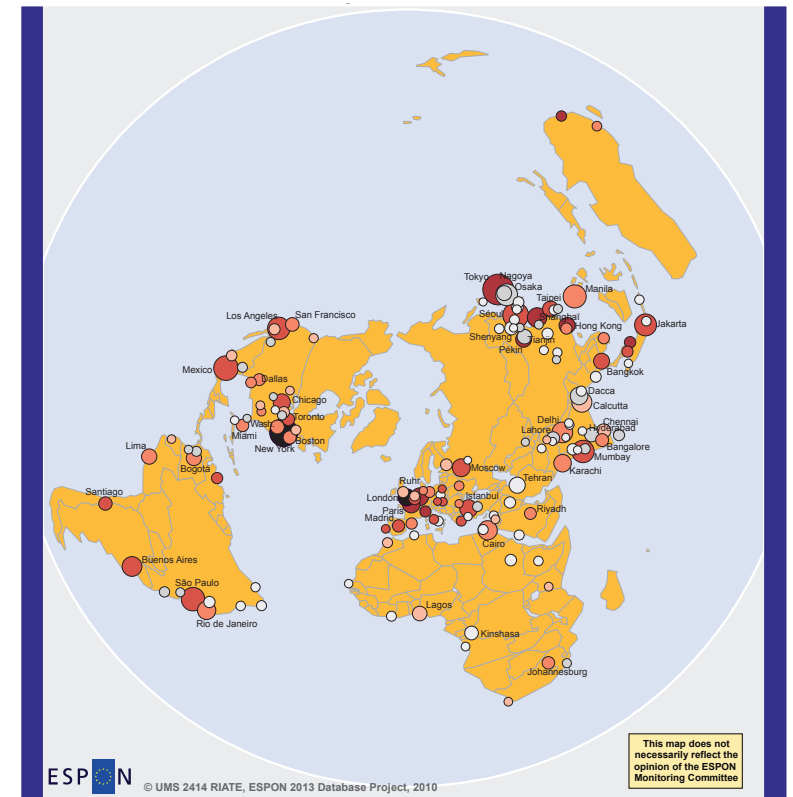 Tokyo
Nagoya
Osaka
Manila
Taipei
Séoul
Shanghaï
Jakarta
Hong Kong
Shenyang
Tianjin
Pékin
Los Angeles
San Francisco
Mexico
Dallas
Bangkok
Chicago
Dacca
Calcutta
Toronto
Wash.
Miami
Boston
New York
Delhi
Chennai
Hyderabad
Lahore
Bangalore
Mumbay
Lima
Bogotá
Karachi
Moscow
Tehran
Ruhr
London
Istanbul
Paris
Riyadh
Madrid
Santiago
Cairo
Buenos Aires
São Paulo
Lagos
Rio de Janeiro
Kinshasa
Johannesburg
This map does not
necessarily reflect the
opinion of the ESPON
Monitoring Committee
ESPON
© UMS 2414 RIATE, ESPON 2013 Database Project, 2010